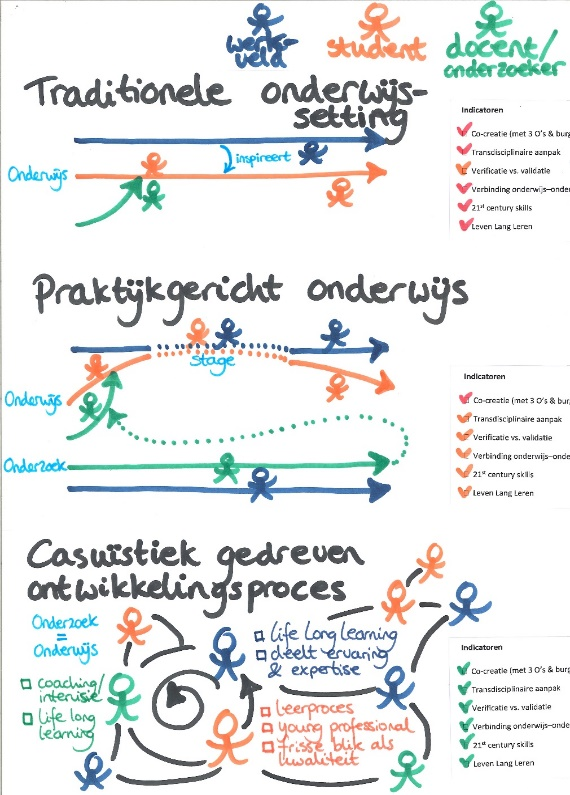 werk-
veld
student
docent/
onderzoeker
Traditionele onderwijs-
setting
Onderwijs
inspireert
Indicatoren
Co-creatie (met 3 O's & burg
Transdisciplinaire aanpak
Verificatie vs. validatie
Verbinding onderwijs–onde
21st century skills
Leven Lang Leren
Praktijkgericht onderwijs
stage
Onderwijs
Onderzoek
Indicatoren
Co-creatie (met 3 O's & burg
Transdisciplinaire aanpak
Verificatie vs. validatie
Verbinding onderwijs–onde
21st century skills
Leven Lang Leren
Casuïstiek gedreven
ontwikkelingsproces
Onderzoek
=
Onderwijs
coaching/
intervisie
life long
learning
life long learning
deelt ervaring
& expertise
leerproces
young professional
frisse blik als
kwaliteit
Indicatoren
Co-creatie (met 3 O's & burg
Transdisciplinaire aanpak
Verificatie vs. validatie
Verbinding onderwijs–onde
21st century skills
Leven Lang Leren